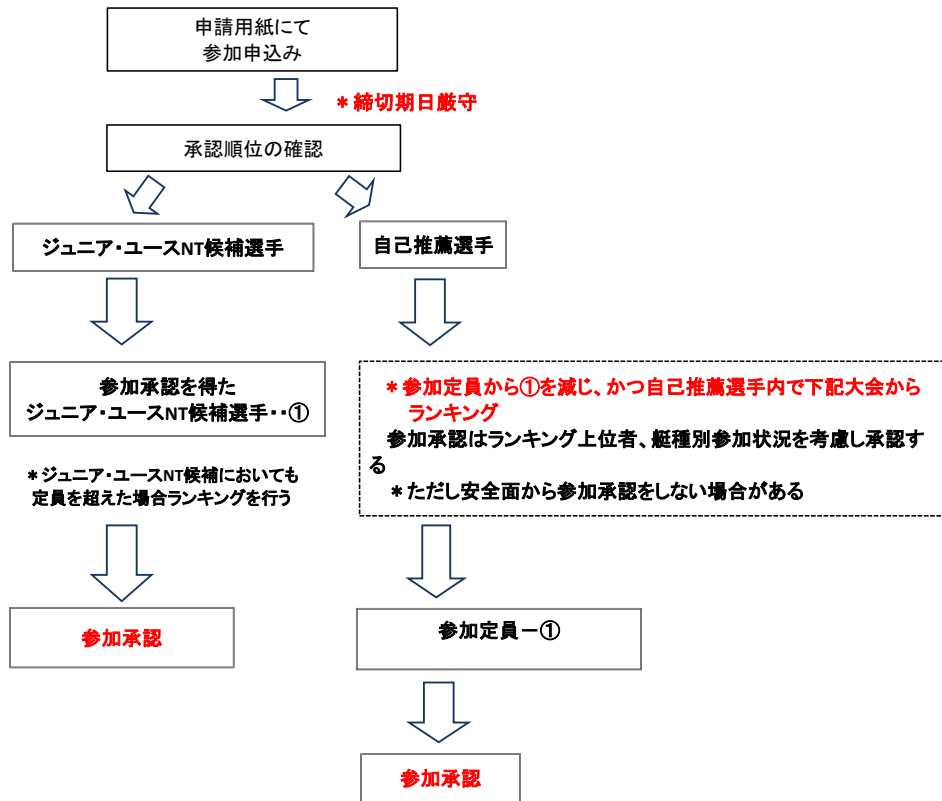 申請用紙にて
参加申込み
＊締切期日厳守
承認順位の確認
ジュニア・ユースNT候補選手
自己推薦選手
参加承認を得た
ジュニア・ユースNT候補選手・・①
＊ジュニア・ユースNT候補においても
定員を超えた場合ランキングを行う
＊参加定員から①を減じ、かつ自己推薦選手内で下記大会から
ランキング
参加承認はランキング上位者、艇種別参加状況を考慮し承認す
る
＊ただし安全面から参加承認をしない場合がある
参加承認
参加定員－①
参加承認